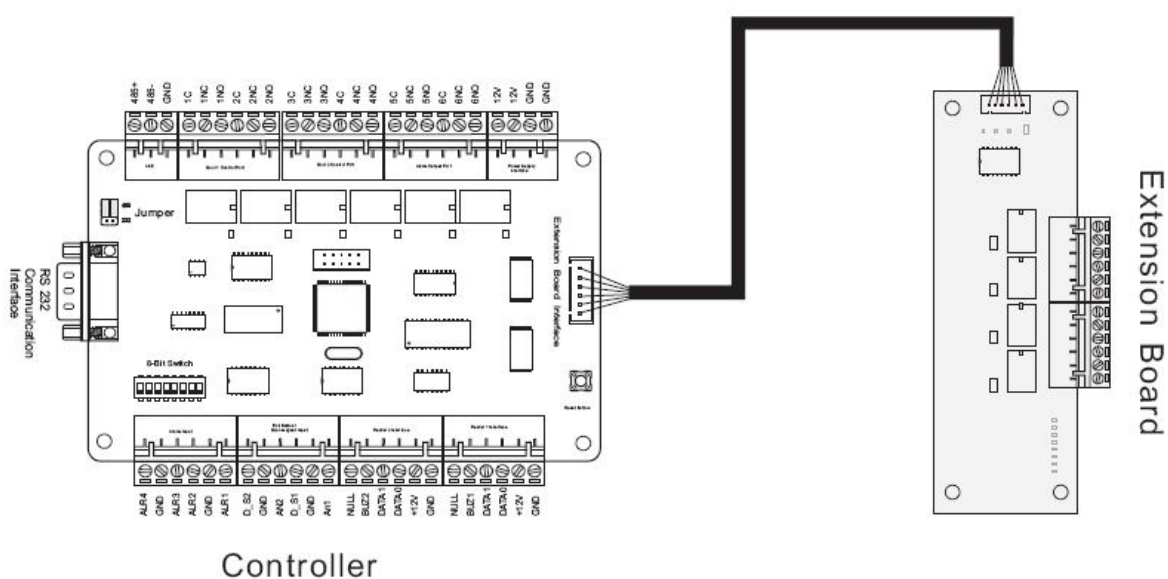 485+ 485- GND 1C 1NC 1NO 2C 2NC 2NO 3C 3NC 3NO 4C 4NC 4NO 5C 5NC 5NO 6C 6NC 6NO 12V 12V GND GND
Jumper
Extension Board Interface
RS 232
Communication
Interface
8-Bit Switch
ALR4 GND ALR3 ALR2 GND ALR1 D_S2 GND AN2 D_S1 GND An1 NULL BUZ2 DATA1 DATA0 +12V GND NULL BUZ1 DATA1 DATA0 +12V GND
Controller
Extension Board